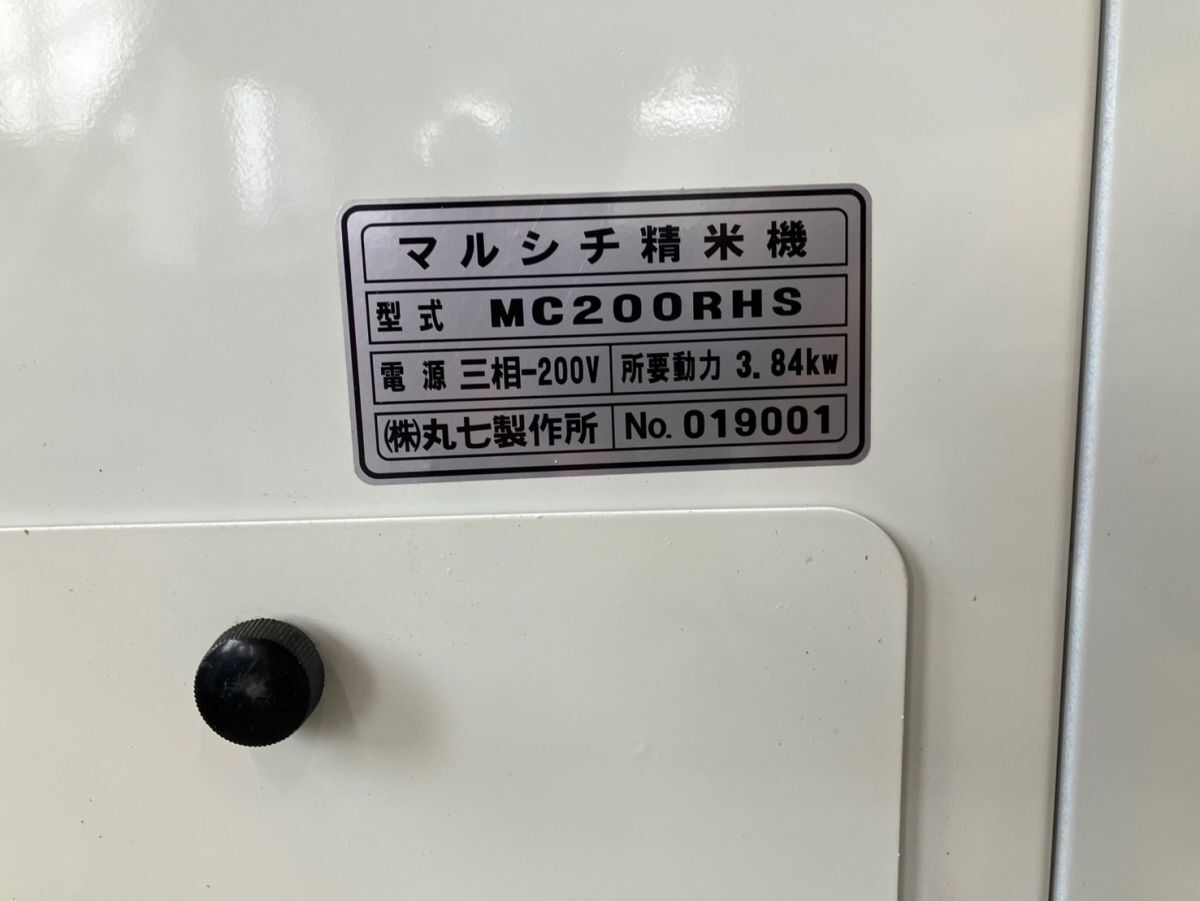 マルシチ精米機
型式 MC200RHS
電源 三相-200V 所要動力 3.84kw
㈱丸七製作所 No. 019001